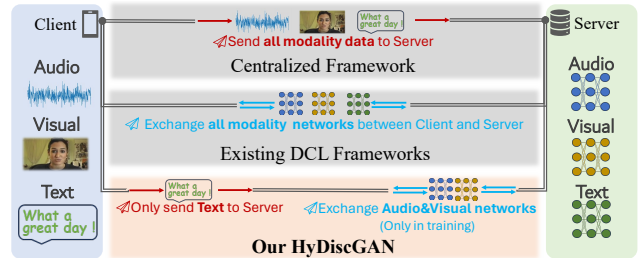 Client
Audio
Visual
Text
What a
great day !
What a
great day !
Send all modality data to Server
Centralized Framework
Exchange all modality networks between Client and Server
Existing DCL Frameworks
What a
great day !
Only send Text to Server
Exchange Audio&Visual networks
(Only in training)
Our HyDiscGAN
Server
Audio
Visual
Text